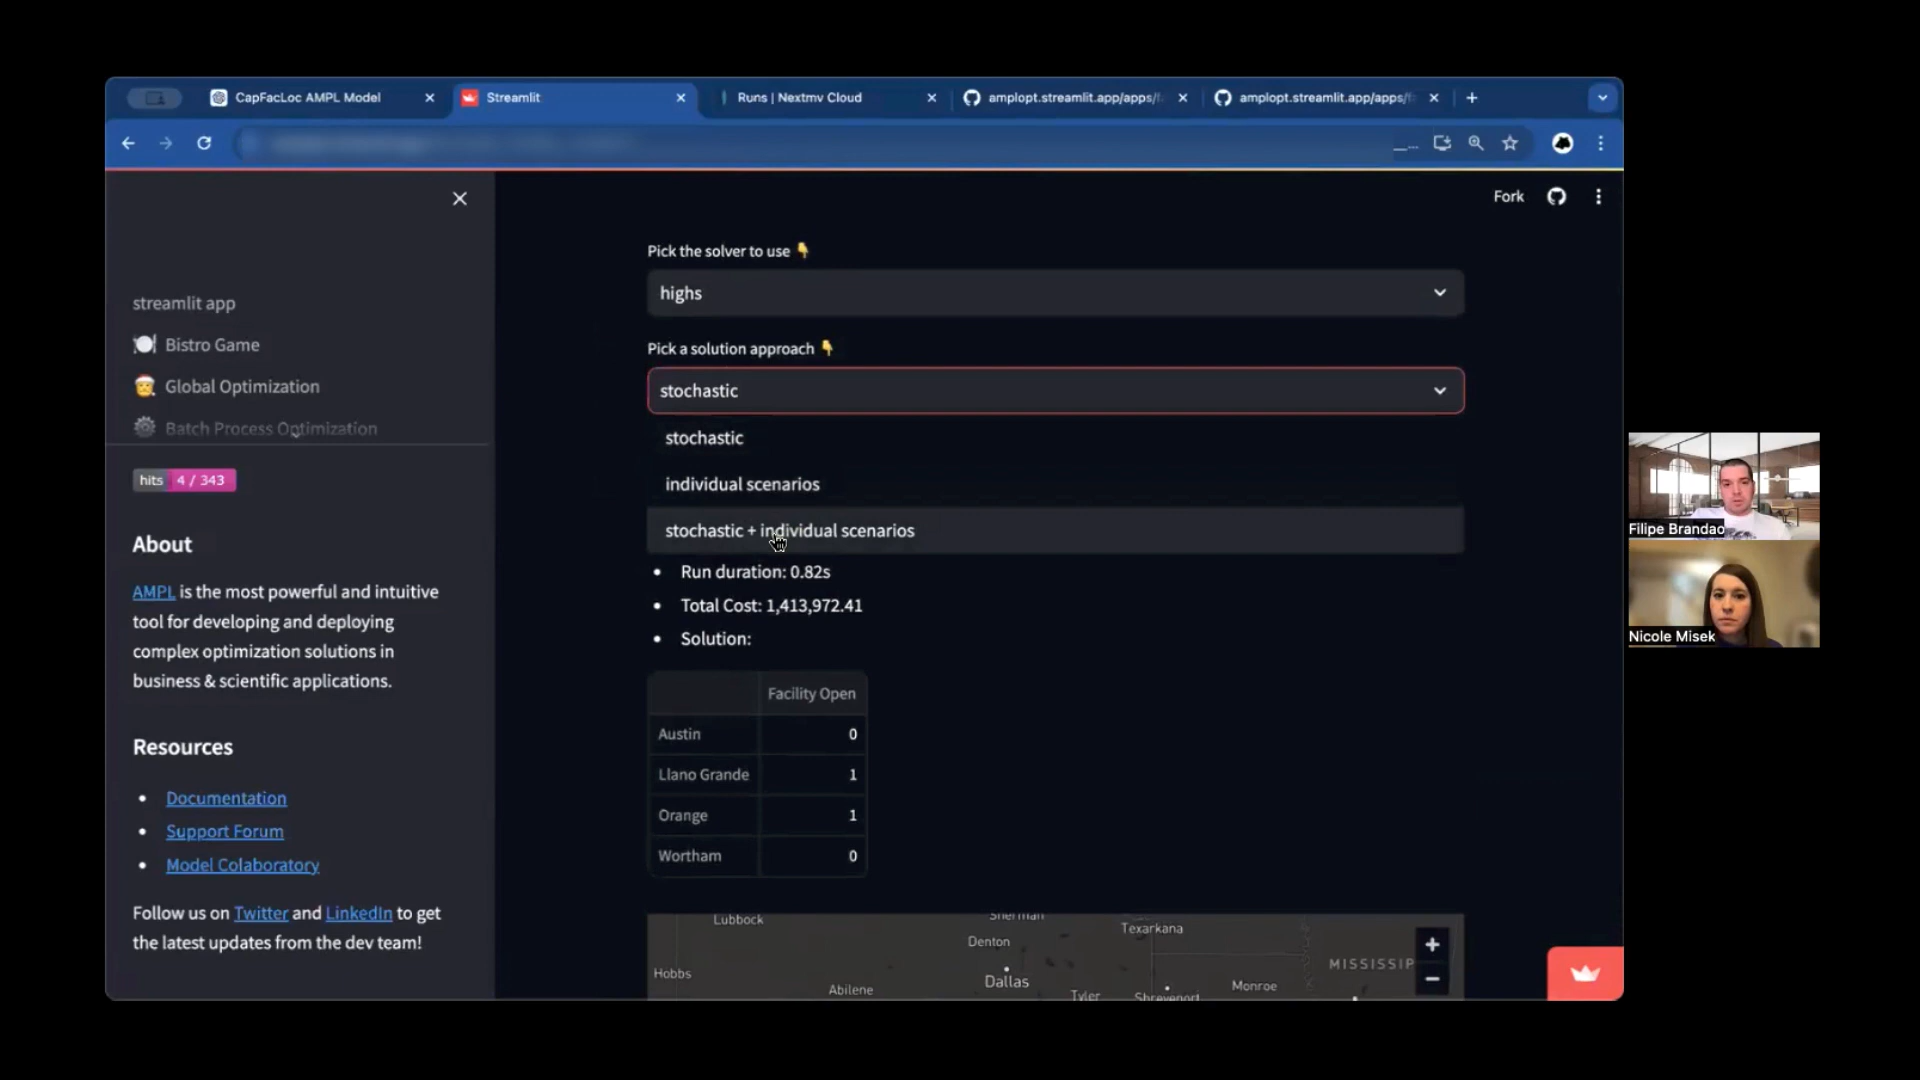 CapFacLoc AMPL Model
Streamlit
Runs | Nextmv Cloud
amplopt.streamlit.app/apps/f
amplopt.streamlit.app/apps/f
Fork
streamlit app
Bistro Game
Global Optimization
Batch Process Optimization
hits 4 / 343
About
AMPL is the most powerful and intuitive
tool for developing and deploying
complex optimization solutions in
business & scientific applications.
Resources
Documentation
Support Forum
Model Colaboratory
Follow us on Twitter and LinkedIn to get
the latest updates from the dev team!
Pick the solver to use
highs
Pick a solution approach
stochastic
stochastic
individual scenarios
stochastic + individual scenarios
Run duration: 0.82s
Total Cost: 1,413,972.41
Solution:
Facility Open
Austin 0
Llano Grande 1
Orange 1
Wortham 0
Lubbock
Sherman
Texarkana
Denton
MISSISSIP
Hobbs
Dallas
Monroe
Abilene
Tyler
Shreveport
Filipe Brandao
Nicole Misek